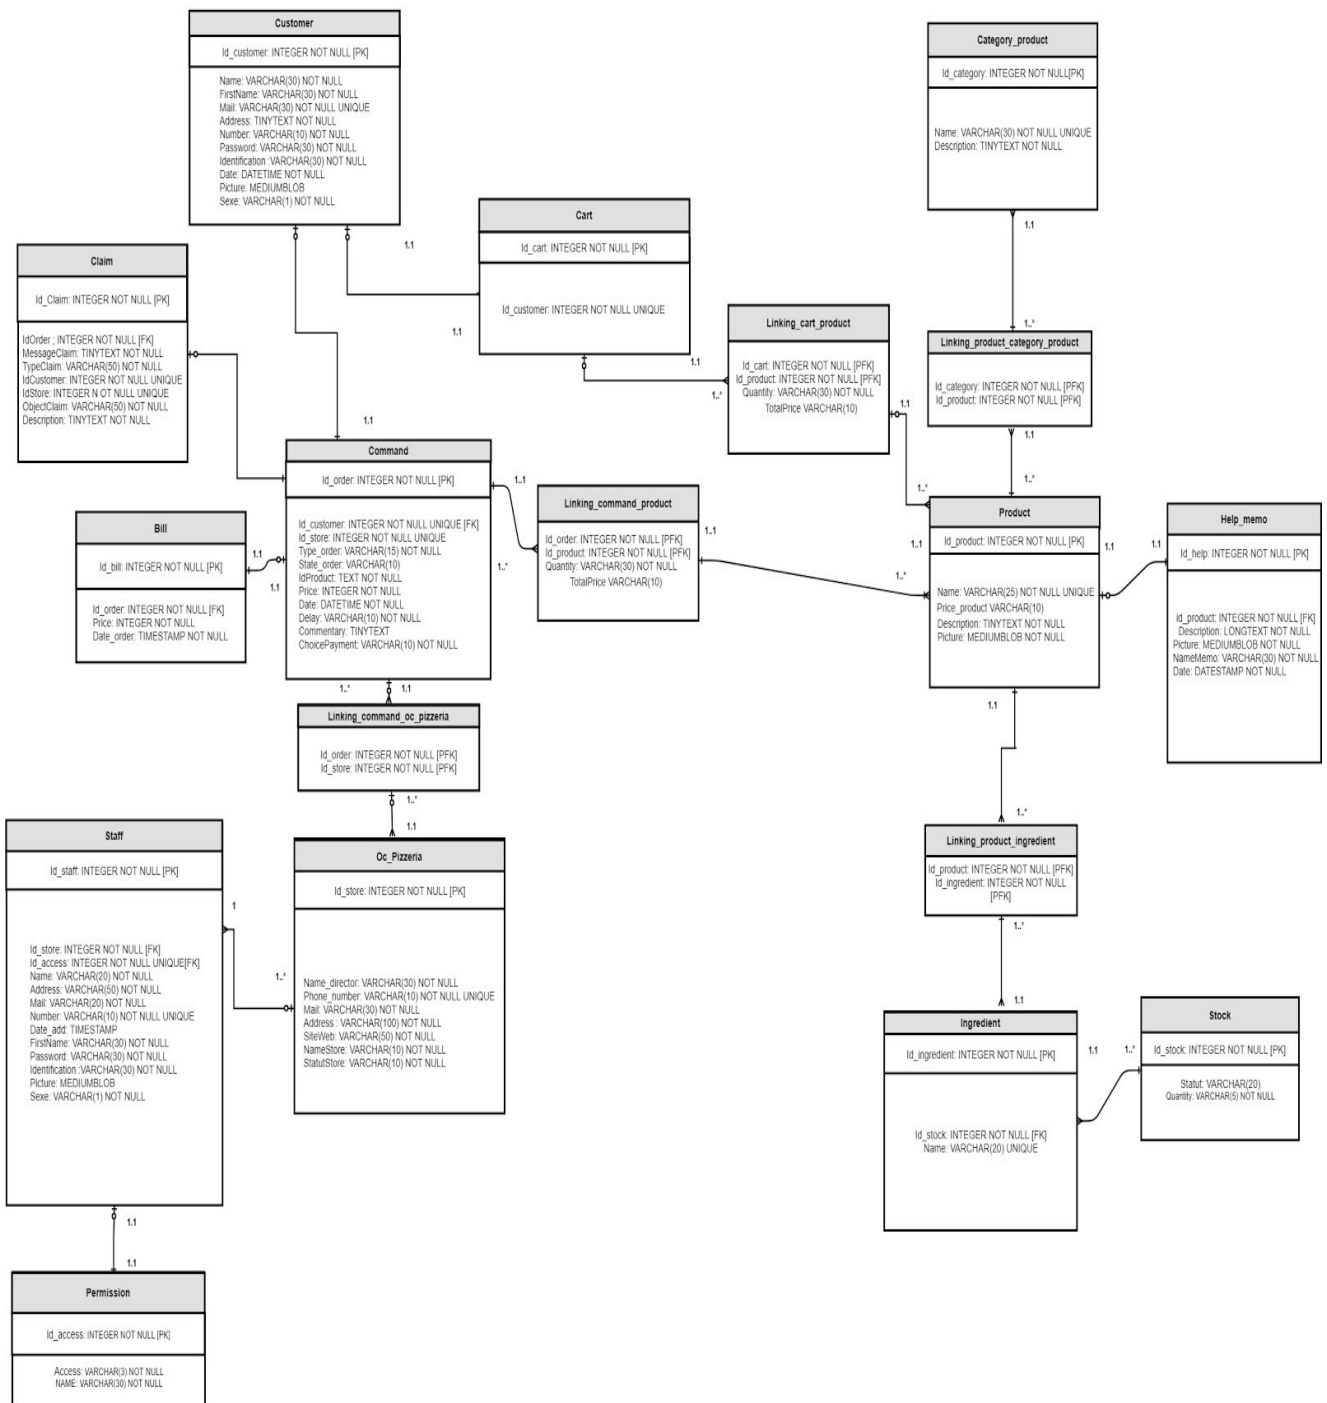 Customer
Id_customer: INTEGER NOT NULL [PK]
Name: VARCHAR(30) NOT NULL
FirstName: VARCHAR(30) NOT NULL
Mail: VARCHAR(30) NOT NULL UNIQUE
Address: TINYTEXT NOT NULL
Number: VARCHAR(10) NOT NULL
Password: VARCHAR(30) NOT NULL
Identification :VARCHAR(30) NOT NULL
Date: DATETIME NOT NULL
Picture: MEDIUMBLOB
Sexe: VARCHAR(1) NOT NULL
1.1
Category_product
Id_category: INTEGER NOT NULL[PK]
Name: VARCHAR(30) NOT NULL UNIQUE
Description: TINYTEXT NOT NULL
1.1
1..*
Cart
Id_cart: INTEGER NOT NULL [PK]
Id_customer: INTEGER NOT NULL UNIQUE
1.1
1.1
1..*
Claim
Id_Claim: INTEGER NOT NULL [PK]
IdOrder ; INTEGER NOT NULL [FK]
MessageClaim: TINYTEXT NOT NULL
TypeClaim: VARCHAR(50) NOT NULL
IdCustomer: INTEGER NOT NULL UNIQUE
IdStore: INTEGER N OT NULL UNIQUE
ObjectClaim: VARCHAR(50) NOT NULL
Description: TINYTEXT NOT NULL
1.1
Linking_cart_product
Id_cart: INTEGER NOT NULL [PFK]
Id_product: INTEGER NOT NULL [PFK]
Quantity: VARCHAR(30) NOT NULL
TotalPrice VARCHAR(10)
1.1
1..*
Linking_product_category_product
Id_category: INTEGER NOT NULL [PFK]
Id_product: INTEGER NOT NULL [PFK]
1.1
1..*
Command
Id_order: INTEGER NOT NULL [PK]
Id_customer: INTEGER NOT NULL UNIQUE [FK]
Id_store: INTEGER NOT NULL UNIQUE
Type_order: VARCHAR(15) NOT NULL
State_order: VARCHAR(10)
IdProduct: TEXT NOT NULL
Price: INTEGER NOT NULL
Date: DATETIME NOT NULL
Delay: VARCHAR(10) NOT NULL
Commentary: TINYTEXT
ChoicePayment: VARCHAR(10) NOT NULL
1..1
1..*
1..*
1.1
Bill
Id_bill: INTEGER NOT NULL [PK]
Id_order: INTEGER NOT NULL [FK]
Price: INTEGER NOT NULL
Date_order: TIMESTAMP NOT NULL
1.1
1.1
Linking_command_product
Id_order: INTEGER NOT NULL [PFK]
Id_product: INTEGER NOT NULL [PFK]
Quantity: VARCHAR(30) NOT NULL
TotalPrice VARCHAR(10)
1..1
1..1
1..*
Product
Id_product: INTEGER NOT NULL [PK]
Name: VARCHAR(25) NOT NULL UNIQUE
Price_product VARCHAR(10)
Description: TINYTEXT NOT NULL
Picture: MEDIUMBLOB NOT NULL
1.1
1.1
1.1
Help_memo
Id_help: INTEGER NOT NULL [PK]
Id_product: INTEGER NOT NULL [FK]
Description: LONGTEXT NOT NULL
Picture: MEDIUMBLOB NOT NULL
NameMemo: VARCHAR(30) NOT NULL
Date: DATESTAMP NOT NULL
Linking_command_oc_pizzeria
Id_order: INTEGER NOT NULL [PFK]
Id_store: INTEGER NOT NULL [PFK]
1..*
1.1
Staff
Id_staff: INTEGER NOT NULL [PK]
Id_store: INTEGER NOT NULL [FK]
Id_access: INTEGER NOT NULL UNIQUE[FK]
Name: VARCHAR(20) NOT NULL
Address: VARCHAR(50) NOT NULL
Mail: VARCHAR(20) NOT NULL
Number: VARCHAR(10) NOT NULL UNIQUE
Date_add: TIMESTAMP
FirstName: VARCHAR(30) NOT NULL
Password: VARCHAR(30) NOT NULL
Identification :VARCHAR(30) NOT NULL
Picture: MEDIUMBLOB
Sexe: VARCHAR(1) NOT NULL
1
1..*
Oc_Pizzeria
Id_store: INTEGER NOT NULL [PK]
Name_director: VARCHAR(30) NOT NULL
Phone_number: VARCHAR(10) NOT NULL UNIQUE
Mail: VARCHAR(30) NOT NULL
Address : VARCHAR(100) NOT NULL
SiteWeb: VARCHAR(50) NOT NULL
NameStore: VARCHAR(10) NOT NULL
StatutStore: VARCHAR(10) NOT NULL
1..*
Linking_product_ingredient
Id_product: INTEGER NOT NULL [PFK]
Id_ingredient: INTEGER NOT NULL
[PFK]
1..*
1.1
Ingredient
Id_ingredient: INTEGER NOT NULL [PK]
Id_stock: INTEGER NOT NULL [FK]
Name: VARCHAR(20) UNIQUE
1.1
1..*
Stock
Id_stock: INTEGER NOT NULL [PK]
Statut: VARCHAR(20)
Quantity: VARCHAR(5) NOT NULL
1.1
1.1
Permission
Id_access: INTEGER NOT NULL [PK]
Access: VARCHAR(3) NOT NULL
NAME: VARCHAR(30) NOT NULL